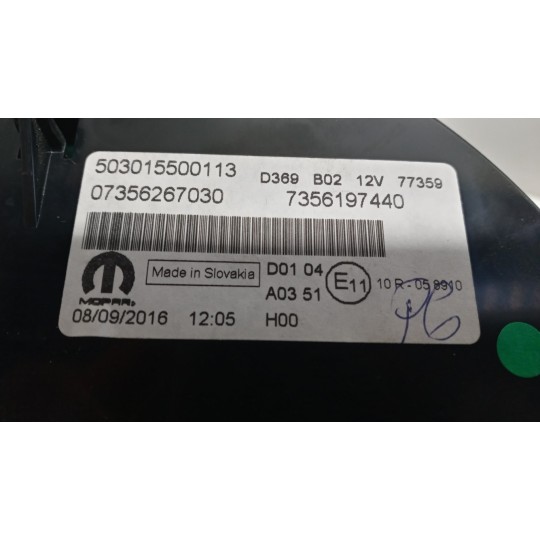 503015500113 D369 B02 12V 77359
07356267030 7356197440
MOPAR Made in Slovakia D01 04 E11 10 R - 05 8910
A03 51
08/09/2016 12:05 H00